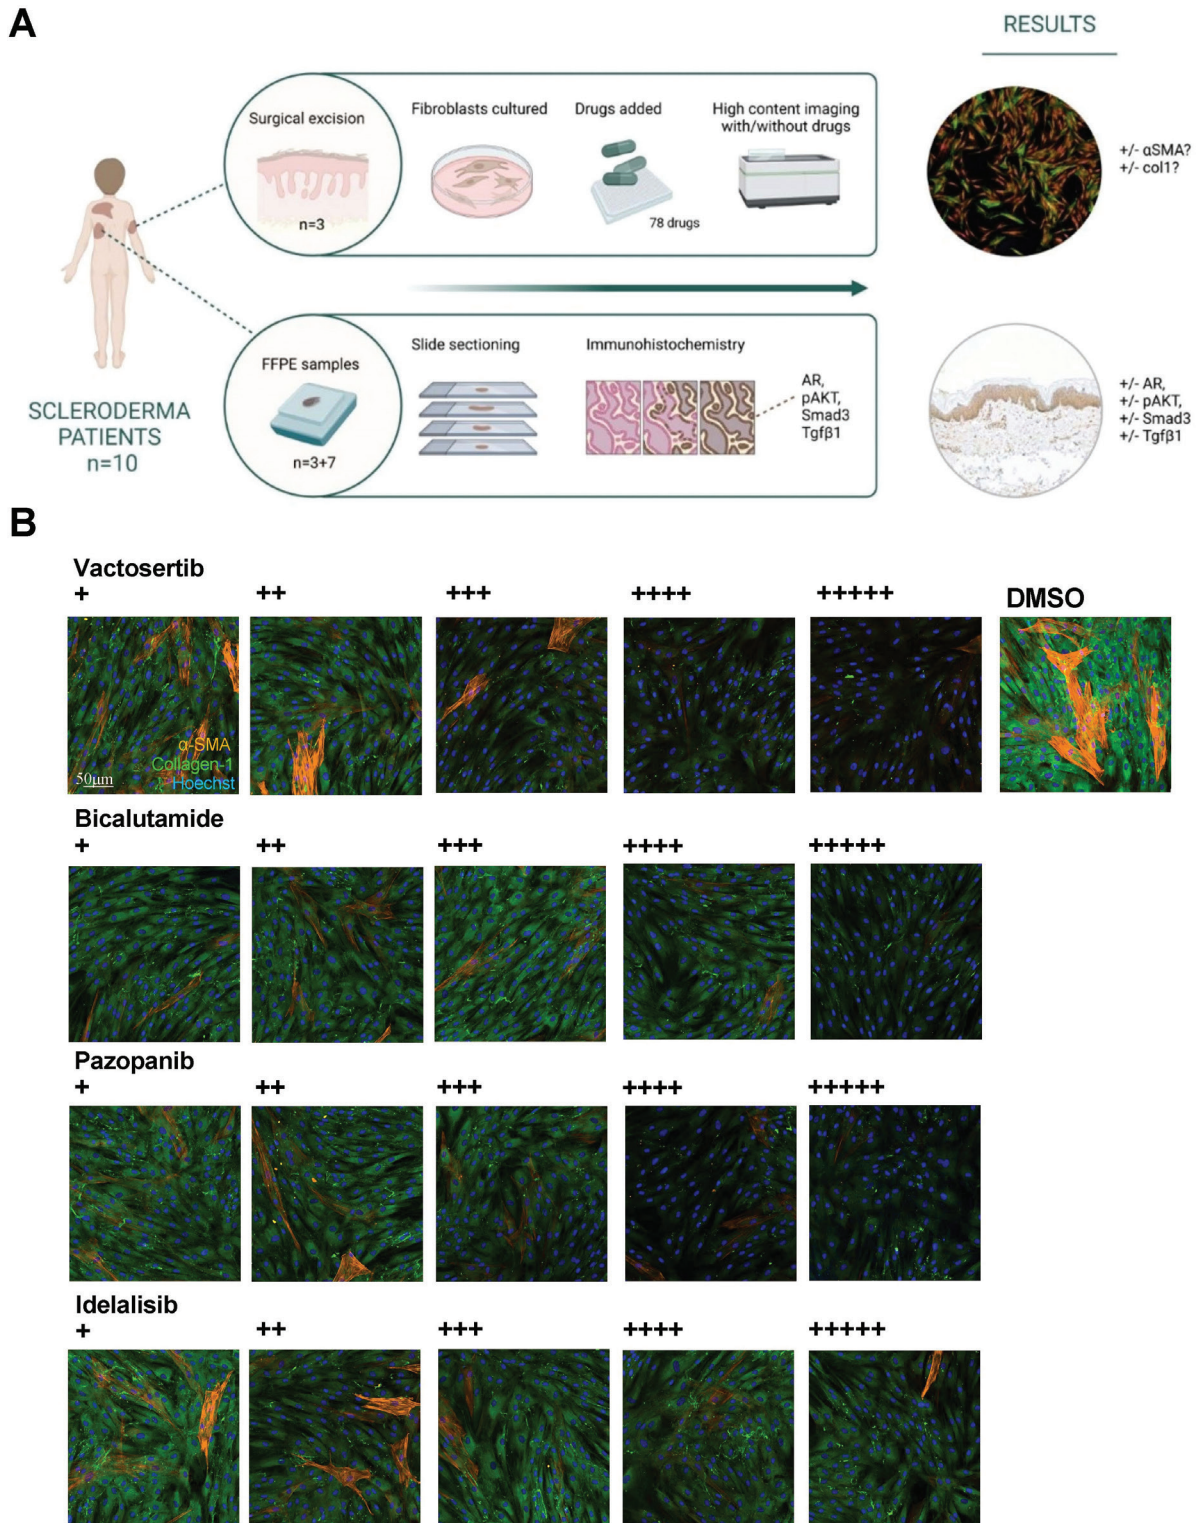 A
RESULTS
Surgical excision
n=3
Fibroblasts cultured
Drugs added
78 drugs
High content imaging
with/without drugs
+/- αSMA?
+/- col1?
SCLERODERMA
PATIENTS
n=10
FFPE samples
n=3+7
Slide sectioning
Immunohistochemistry
AR,
pAKT,
Smad3
Tgfβ1
+/- AR,
+/- pAKT,
+/- Smad3
+/- Tgfβ1
B
Vactosertib
+ ++ +++ ++++ +++++
DMSO
α-SMA
Collagen-1
Hoechst
50μm
Bicalutamide
+ ++ +++ ++++ +++++
Pazopanib
+ ++ +++ ++++ +++++
Idelalisib
+ ++ +++ ++++ +++++